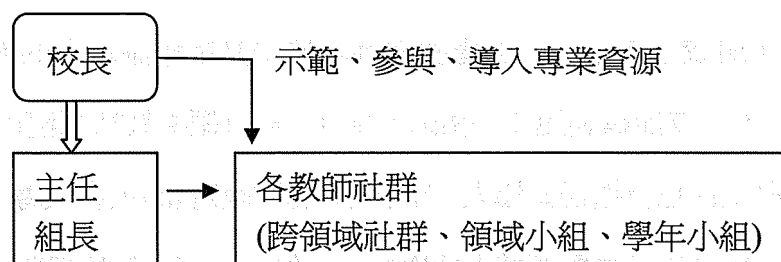 校長
示範、參與、導入專業資源
主任
組長
各教師社群
(跨領域社群、領域小組、學年小組)